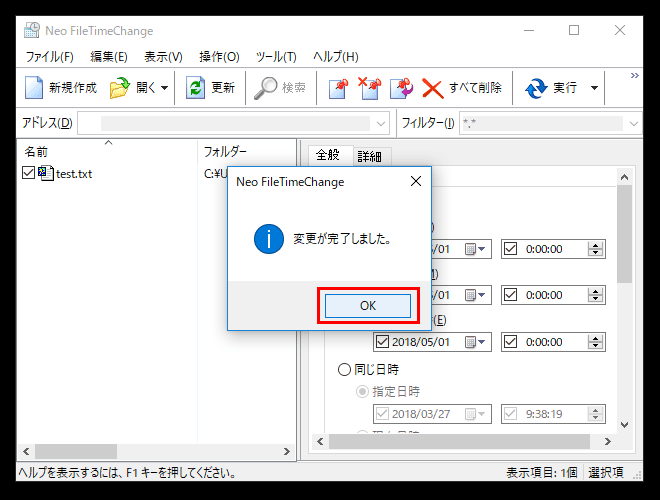 Neo FileTimeChange
ファイル(F) 編集(E) 表示(V) 操作(O) ツール(T) ヘルプ(H)
新規作成 開く 更新 検索 すべて削除 実行 »
アドレス(D) フィルター(I) *.*
名前 フォルダー
test.txt C:¥U
全般 詳細
/01 0:00:00
M)
/01 0:00:00
(E)
2018/05/01 0:00:00
同じ日時
指定日時
2018/03/27 9:38:19
Neo FileTimeChange
変更が完了しました。
OK
ヘルプを表示するには、F1 キーを押してください。 表示項目: 1個 選択項